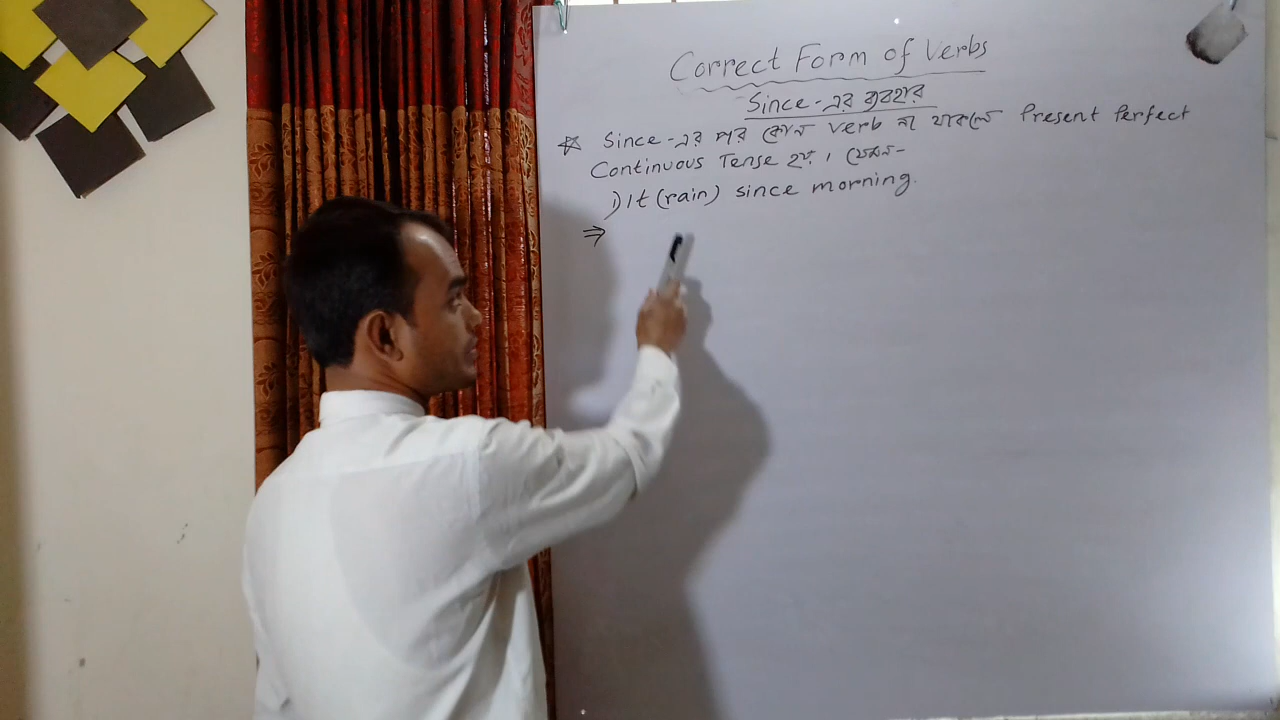 Correct Form of Verbs
Since-এর ব্যবহার
☆ Since-এর পর কোন verb না থাকলে Present Perfect
Continuous Tense হয়। যেমন-
1) It (rain) since morning.
⇒